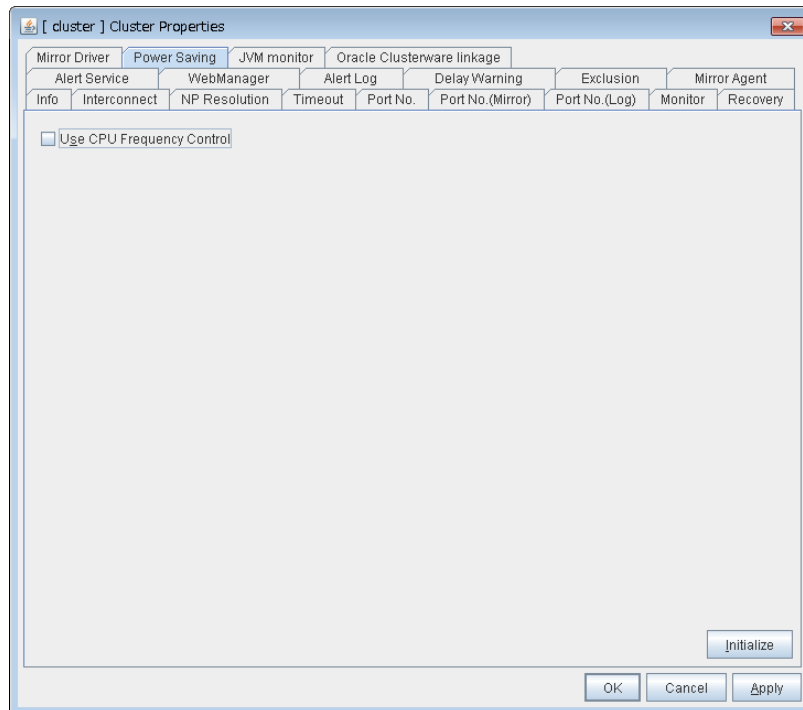 [ cluster ] Cluster Properties
Mirror Driver Power Saving JVM monitor Oracle Clusterware linkage
Alert Service WebManager Alert Log Delay Warning Exclusion Mirror Agent
Info Interconnect NP Resolution Timeout Port No. Port No.(Mirror) Port No.(Log) Monitor Recovery
Use CPU Frequency Control
Initialize
OK Cancel Apply